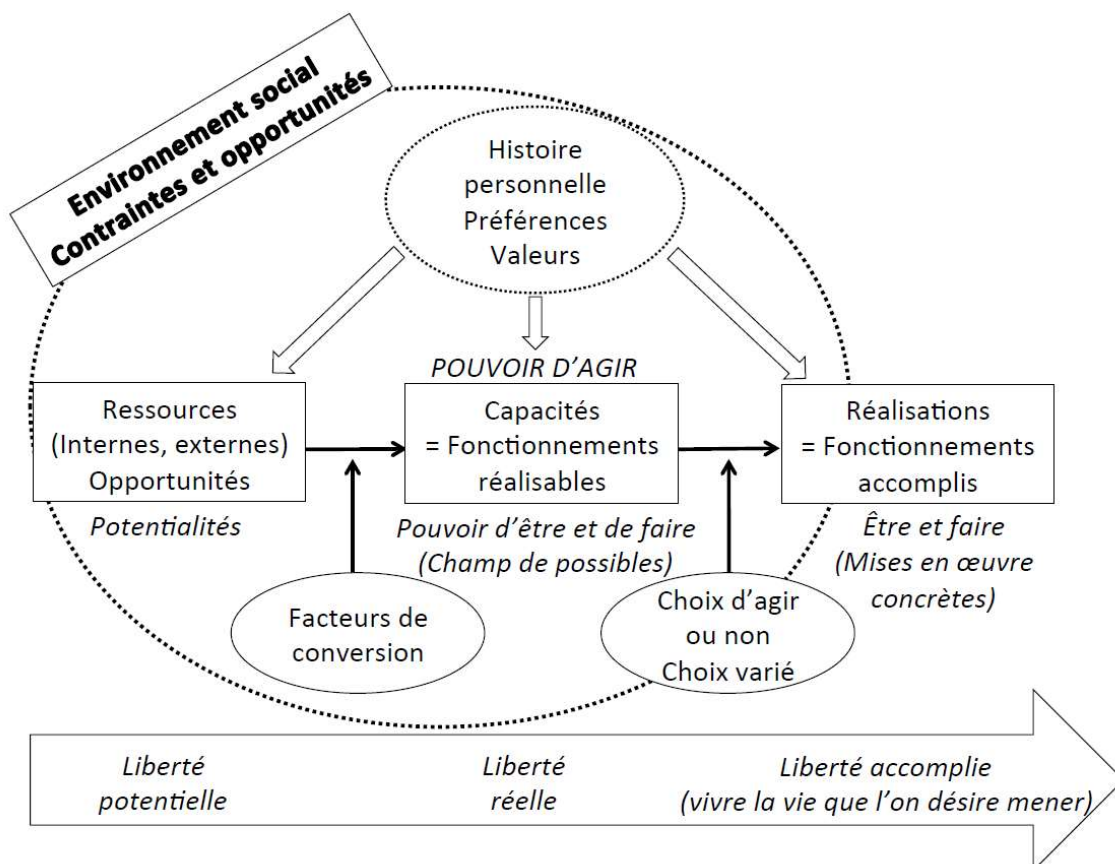 Environnement social
Contraintes et opportunités
Histoire
personnelle
Préférences
Valeurs
POUVOIR D'AGIR
Ressources
(Internes, externes)
Opportunités
Potentialités
Capacités
= Fonctionnements
réalisables
Pouvoir d'être et de faire
(Champ de possibles)
Réalisations
= Fonctionnements
accomplis
Être et faire
(Mises en œuvre
concrètes)
Facteurs de
conversion
Choix d'agir
ou non
Choix varié
Liberté
potentielle
Liberté
réelle
Liberté accomplie
(vivre la vie que l'on désire mener)